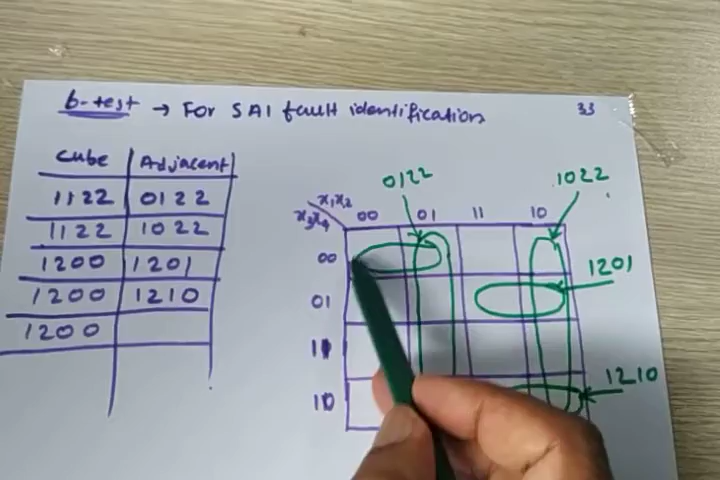 b-test → For SA1 fault identification 33
Cube Adjacent
1122 0122
1122 1022
1200 1201
1200 1210
1200
0122
1022
x₁x₂
x₃x₄
00 01 11 10
00
01
11
10
1201
1210